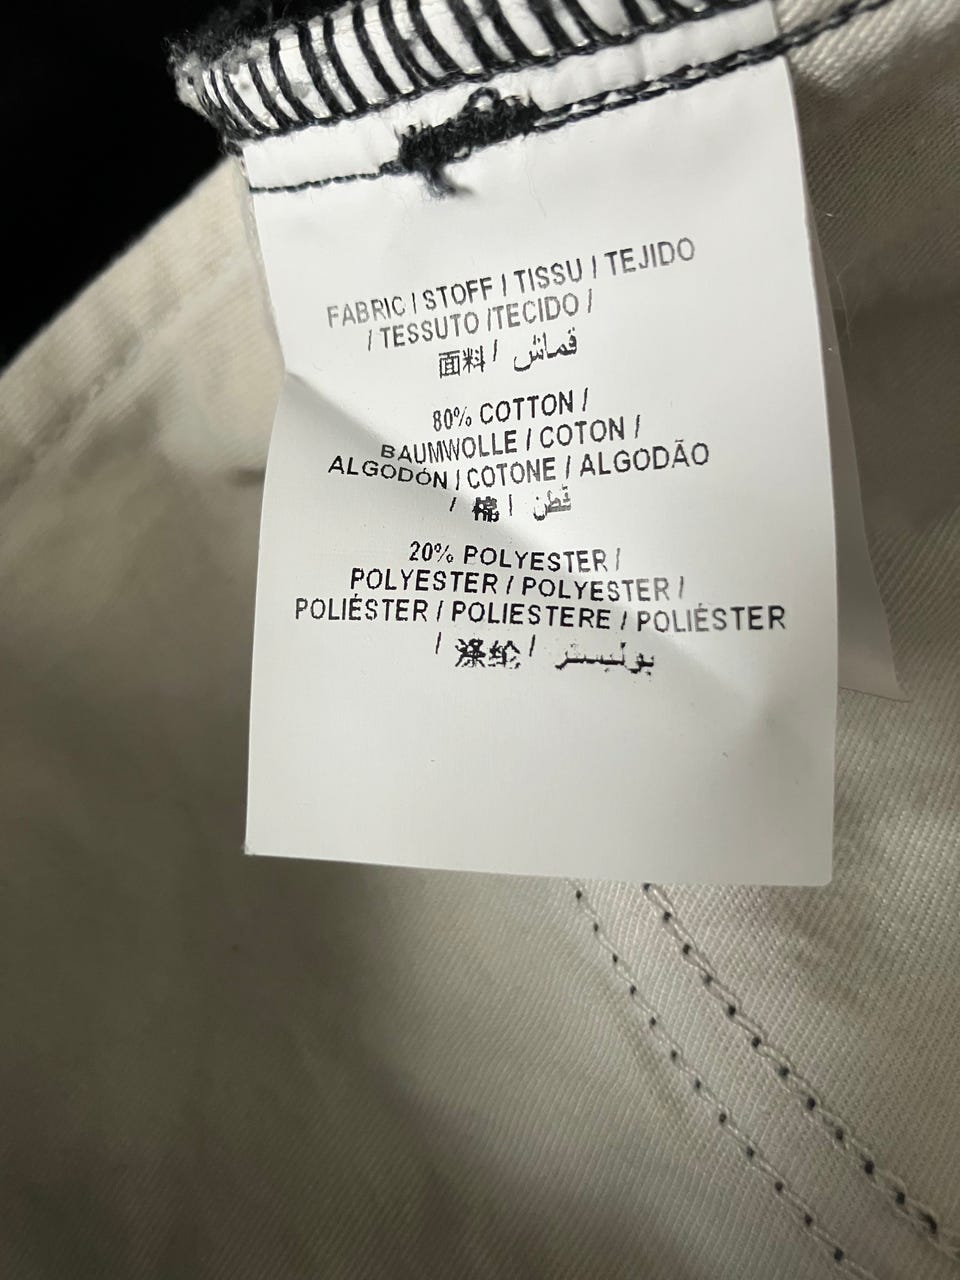 FABRIC / STOFF / TISSU / TEJIDO
/ TESSUTO /TECIDO /
面料 / قماش
80% COTTON /
BAUMWOLLE / COTON /
ALGODÓN / COTONE / ALGODÃO
/ 棉 / قطن
20% POLYESTER /
POLYESTER / POLYESTER /
POLIÉSTER / POLIESTERE / POLIÉSTER
/ 涤纶 / بوليستر